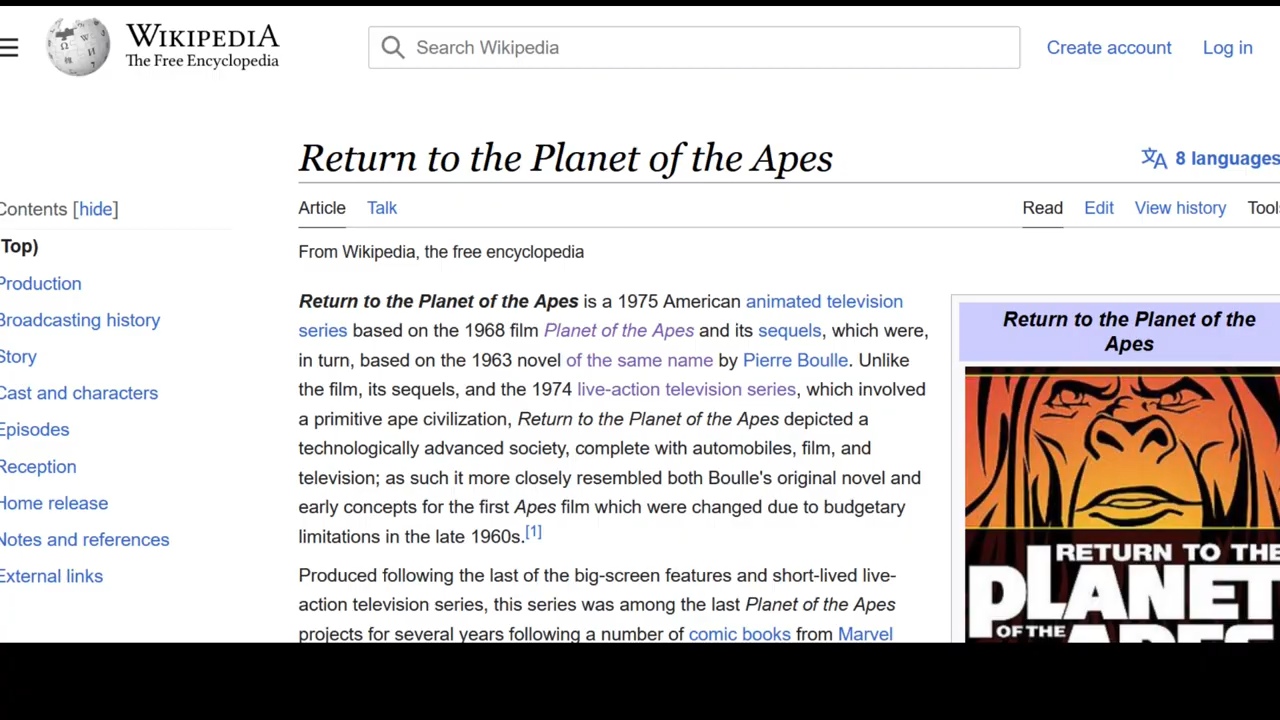 WIKIPEDIA
The Free Encyclopedia
Search Wikipedia
Create account
Log in
Return to the Planet of the Apes
8 languages
Contents [hide]
Article
Talk
Read
Edit
View history
Tools
(Top)
Production
Broadcasting history
Story
Cast and characters
Episodes
Reception
Home release
Notes and references
External links
From Wikipedia, the free encyclopedia
Return to the Planet of the Apes is a 1975 American animated television
series based on the 1968 film Planet of the Apes and its sequels, which were,
in turn, based on the 1963 novel of the same name by Pierre Boulle. Unlike
the film, its sequels, and the 1974 live-action television series, which involved
a primitive ape civilization, Return to the Planet of the Apes depicted a
technologically advanced society, complete with automobiles, film, and
television; as such it more closely resembled both Boulle's original novel and
early concepts for the first Apes film which were changed due to budgetary
limitations in the late 1960s.[1]
Produced following the last of the big-screen features and short-lived live-
action television series, this series was among the last Planet of the Apes
projects for several years following a number of comic books from Marvel
Return to the Planet of the
Apes
RETURN TO THE
PLANET
OF THE APES